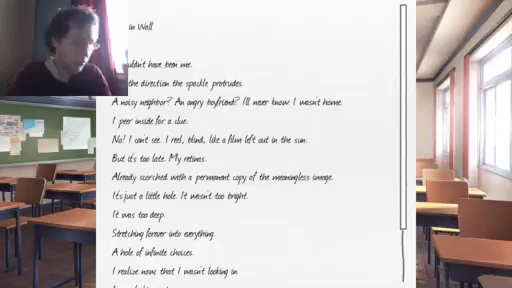 in Wall
have been me.
the direction the spackle protrudes.
A noisy neighbor? An angry boyfriend? I'll never know. I wasn't home.
I peer inside for a clue.
No! I can't see. I reel, blind, like a film left out in the sun.
But it's too late. My retinas.
Already scorched with a permanent copy of the meaningless image.
It's just a little hole. It wasn't too bright.
It was too deep.
Stretching forever into everything.
A hole of infinite choices.
I realize now, that I wasn't looking in.